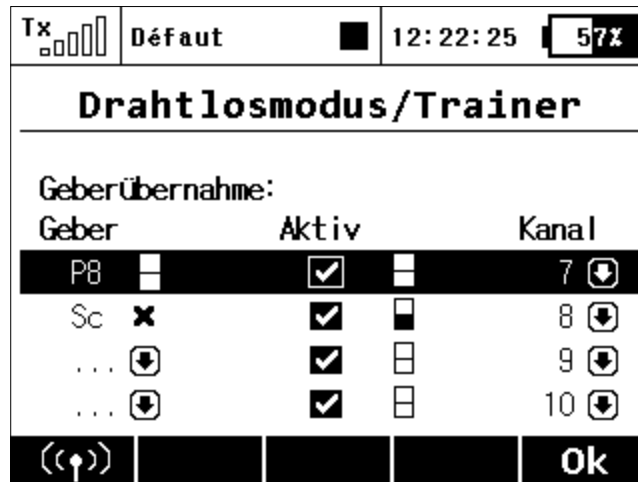 Tx Défaut 12:22:25 57%
Drahtlosmodus/Trainer
Geberübernahme:
Geber Aktiv Kanal
P8 7
Sc 8
... 9
... 10
Ok